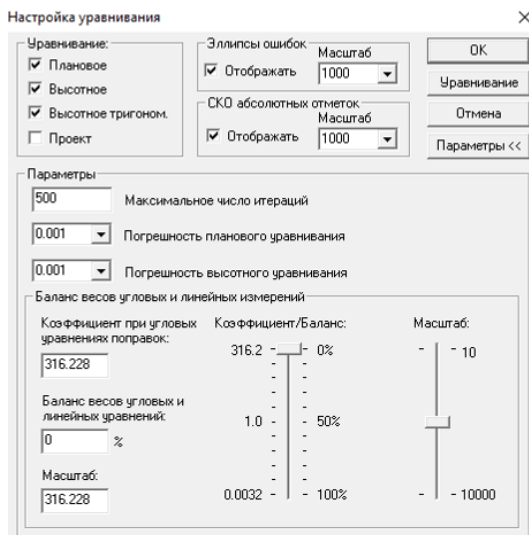 Настройка уравнивания
Уравнивание:
Плановое
Высотное
Высотное тригоном.
Проект
Эллипсы ошибок
Масштаб
Отображать
1000
СКО абсолютных отметок
Масштаб
Отображать
1000
OK
Уравнивание
Отмена
Параметры <<
Параметры
500 Максимальное число итераций
0.001 Погрешность планового уравнивания
0.001 Погрешность высотного уравнивания
Баланс весов угловых и линейных измерений
Коэффициент при угловых
уравнениях поправок:
316.228
Баланс весов угловых и
линейных уравнений:
0 %
Масштаб:
316.228
Коэффициент/Баланс:
316.2 0%
1.0 50%
0.0032 100%
Масштаб:
10
10000